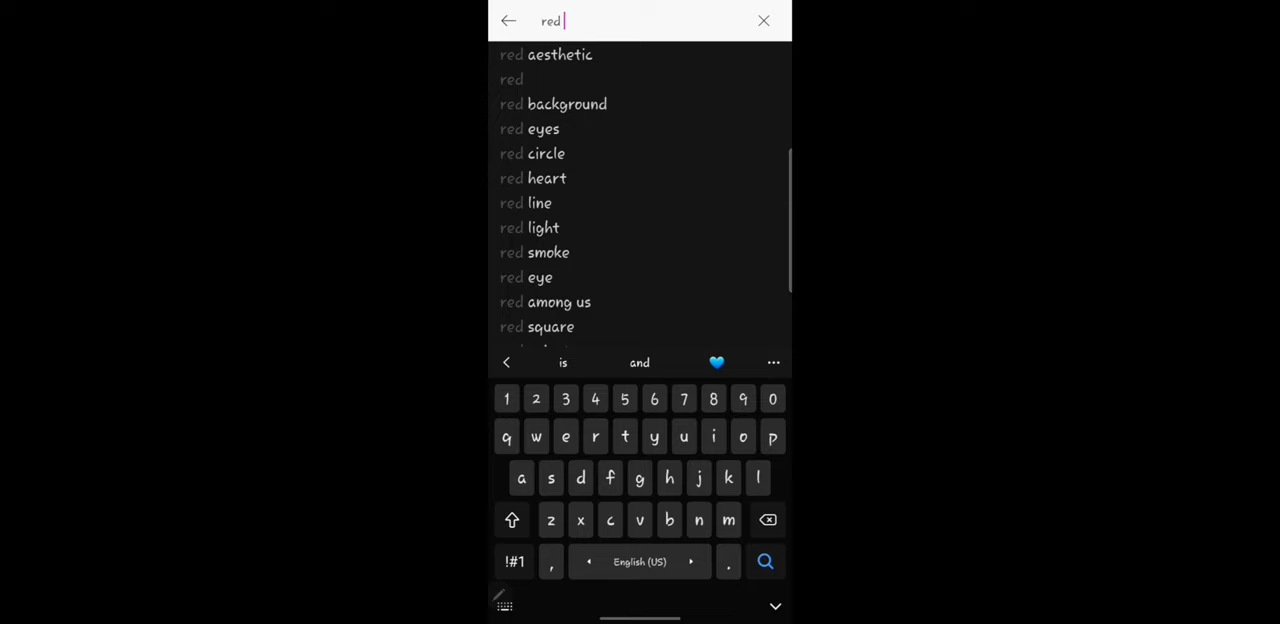 red
red aesthetic
red
red background
red eyes
red circle
red heart
red line
red light
red smoke
red eye
red among us
red square
is and
1 2 3 4 5 6 7 8 9 0
q w e r t y u i o p
a s d f g h j k l
z x c v b n m
!#1 , English (US) .